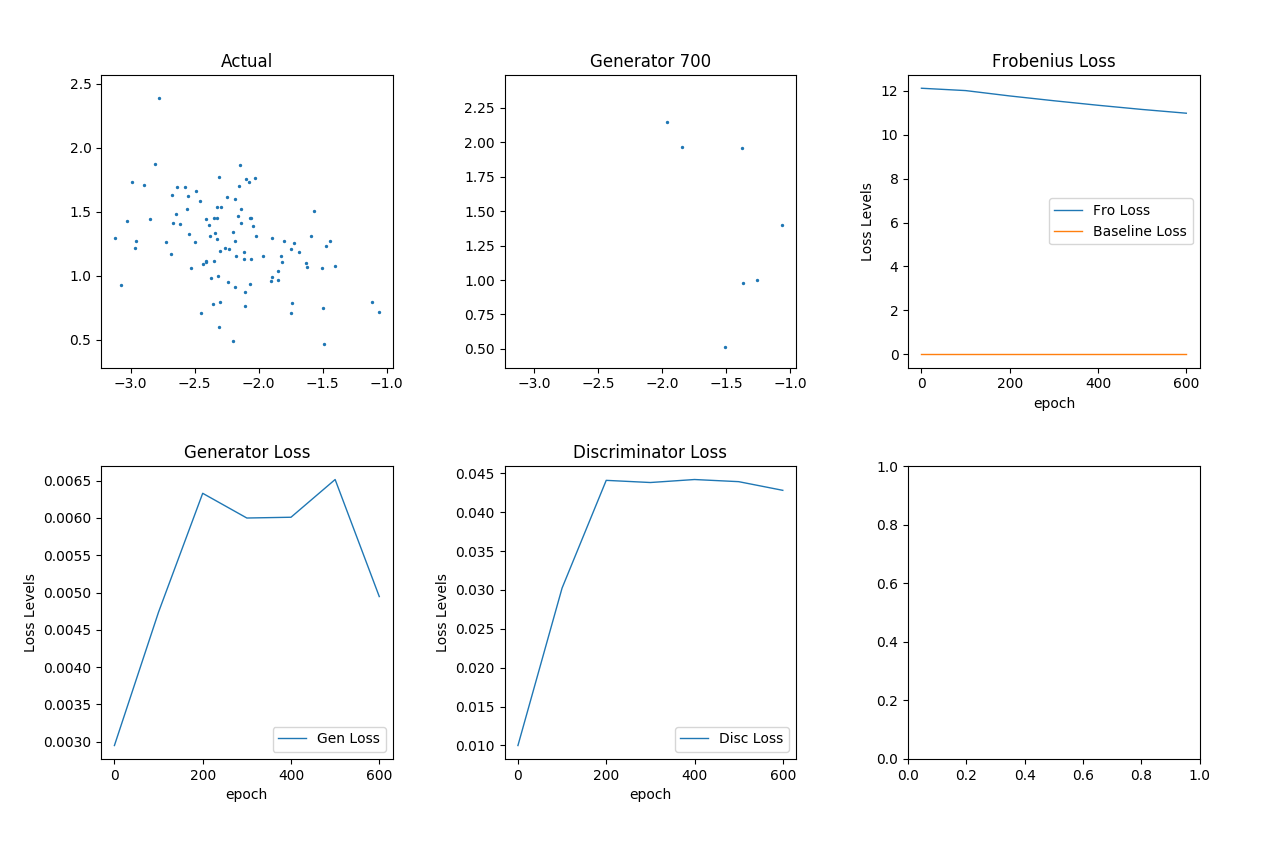 Actual
2.5
2.0
1.5
1.0
0.5
−3.0 −2.5 −2.0 −1.5 −1.0
Generator 700
2.25
2.00
1.75
1.50
1.25
1.00
0.75
0.50
−3.0 −2.5 −2.0 −1.5 −1.0
Frobenius Loss
Loss Levels
12
10
8
6
4
2
0
Fro Loss
Baseline Loss
0 200 400 600
epoch
Generator Loss
Loss Levels
0.0065
0.0060
0.0055
0.0050
0.0045
0.0040
0.0035
0.0030
Gen Loss
0 200 400 600
epoch
Discriminator Loss
Loss Levels
0.045
0.040
0.035
0.030
0.025
0.020
0.015
0.010
Disc Loss
0 200 400 600
epoch
1.0
0.8
0.6
0.4
0.2
0.0
0.0 0.2 0.4 0.6 0.8 1.0